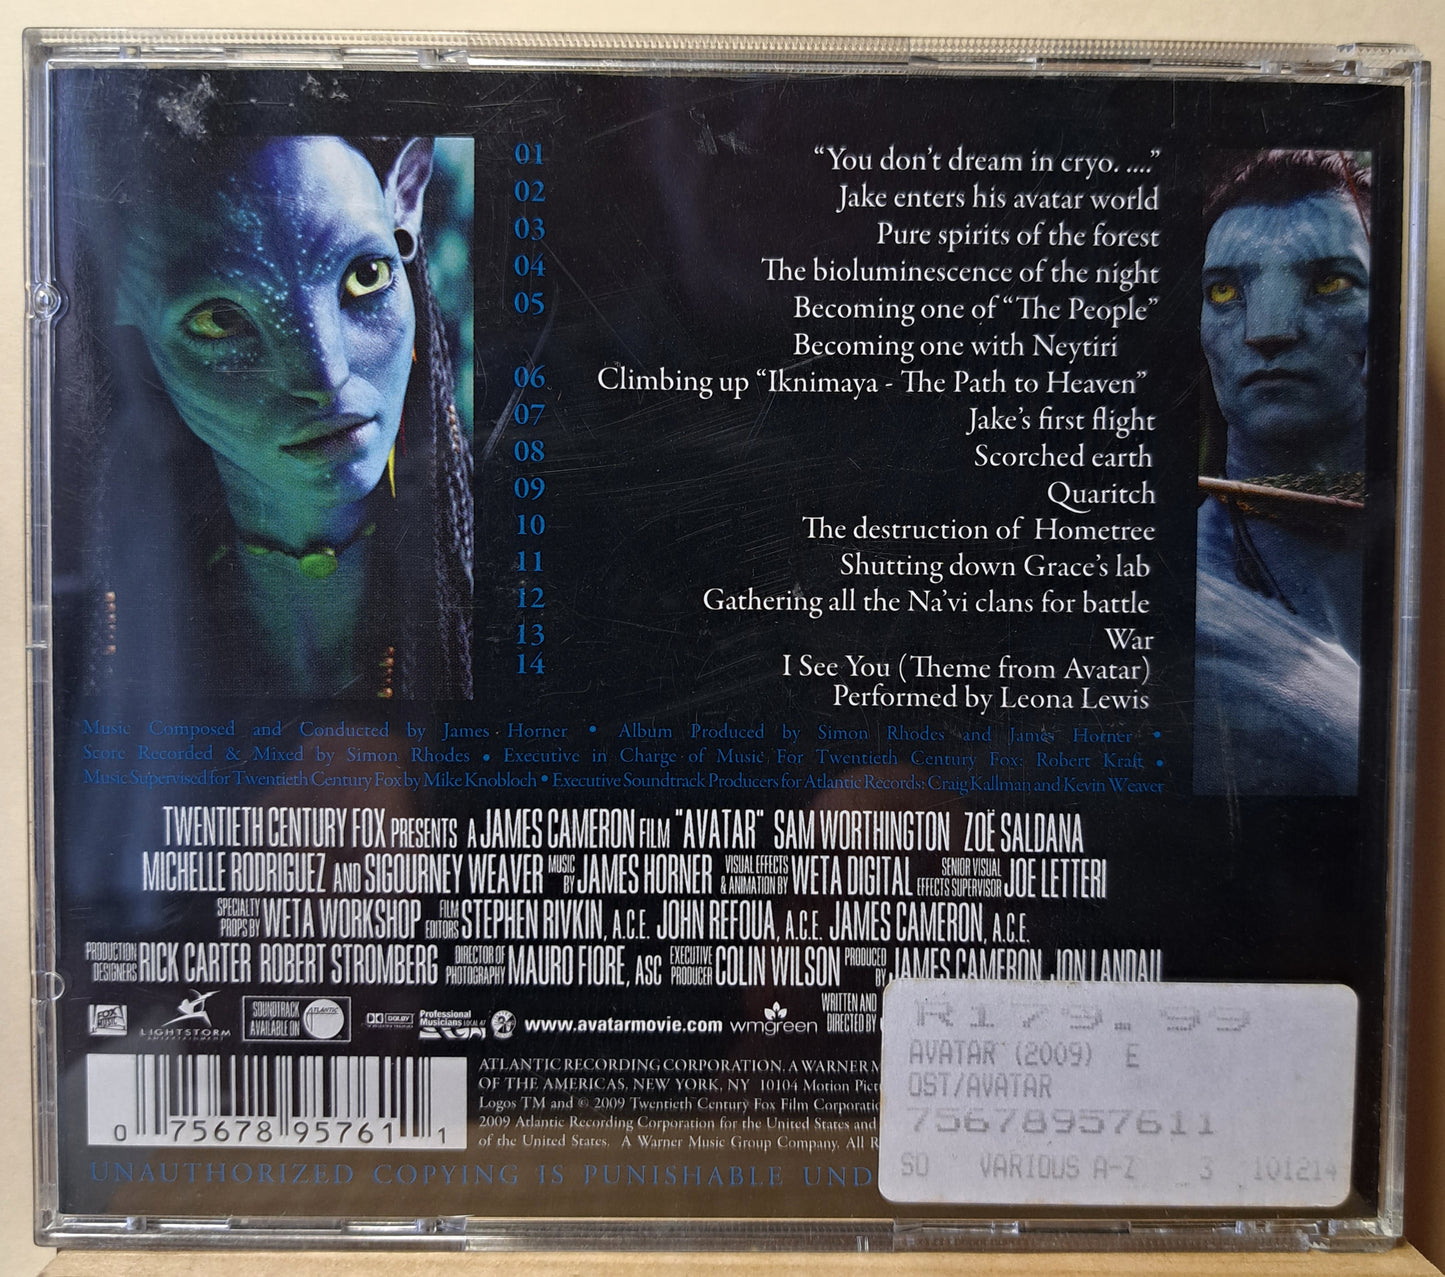 01 “You don’t dream in cryo. ....”
02 Jake enters his avatar world
03 Pure spirits of the forest
04 The bioluminescence of the night
05 Becoming one of “The People”
Becoming one with Neytiri
06 Climbing up “Iknimaya - The Path to Heaven”
07 Jake’s first flight
08 Scorched earth
09 Quaritch
10 The destruction of Hometree
11 Shutting down Grace’s lab
12 Gathering all the Na’vi clans for battle
13 War
14 I See You (Theme from Avatar)
Performed by Leona Lewis
Music Composed and Conducted by James Horner • Album Produced by Simon Rhodes and James Horner •
Score Recorded & Mixed by Simon Rhodes • Executive in Charge of Music For Twentieth Century Fox: Robert Kraft •
Music Supervised for Twentieth Century Fox by Mike Knobloch • Executive Soundtrack Producers for Atlantic Records: Craig Kallman and Kevin Weaver
TWENTIETH CENTURY FOX PRESENTS A JAMES CAMERON FILM "AVATAR" SAM WORTHINGTON ZOË SALDANA
MICHELLE RODRIGUEZ AND SIGOURNEY WEAVER MUSIC BY JAMES HORNER VISUAL EFFECTS & ANIMATION BY WETA DIGITAL SENIOR VISUAL EFFECTS SUPERVISOR JOE LETTERI
SPECIALTY PROPS BY WETA WORKSHOP FILM EDITORS STEPHEN RIVKIN, A.C.E. JOHN REFOUA, A.C.E. JAMES CAMERON, A.C.E.
PRODUCTION DESIGNERS RICK CARTER ROBERT STROMBERG DIRECTOR OF PHOTOGRAPHY MAURO FIORE, ASC EXECUTIVE PRODUCER COLIN WILSON PRODUCED BY JAMES CAMERON JON LANDAU
WRITTEN AND
DIRECTED BY
FOX MUSIC LIGHTSTORM ENTERTAINMENT SOUNDTRACK AVAILABLE ON ATLANTIC DOLBY Professional Musicians LOCAL 47 www.avatarmovie.com wmgreen
ATLANTIC RECORDING CORPORATION, A WARNER M
OF THE AMERICAS, NEW YORK, NY 10104 Motion Pict
Logos TM and © 2009 Twentieth Century Fox Film Corporatio
2009 Atlantic Recording Corporation for the United States and
of the United States. A Warner Music Group Company. All R
0 75678 95761 1
UNAUTHORIZED COPYING IS PUNISHABLE UND
R179.99
AVATAR (2009) E
OST/AVATAR
75678957611
SO VARIOUS A-Z 3 101214